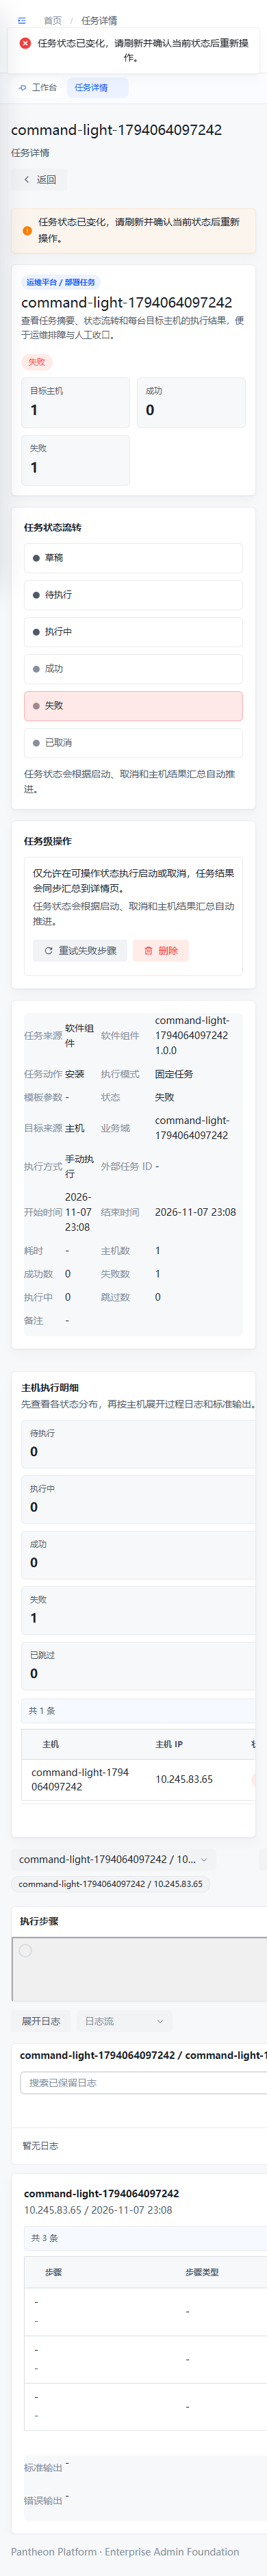 首页 / 任务详情
任务状态已变化，请刷新并确认当前状态后重新操
作。
工作台 任务详情
command-light-1794064097242
任务详情
返回
任务状态已变化，请刷新并确认当前状态后重新
操作。
运维平台 / 部署任务
command-light-1794064097242
查看任务摘要、状态流转和每台目标主机的执行结果，便
于运维排障与人工收口。
失败
目标主机 成功
1 0
失败
1
任务状态流转
草稿
待执行
执行中
成功
失败
已取消
任务状态会根据启动、取消和主机结果汇总自动推
进。
任务级操作
仅允许在可操作状态执行启动或取消，任务结果
会同步汇总到详情页。
任务状态会根据启动、取消和主机结果汇总自动
推进。
重试失败步骤 删除
任务来源 软件组件 软件组件 command-light-1794064097242 1.0.0
任务动作 安装 执行模式 固定任务
模板参数 - 状态 失败
目标来源 主机 业务域 command-light-1794064097242
执行方式 手动执行 外部任务 ID -
开始时间 2026-11-07 23:08 结束时间 2026-11-07 23:08
耗时 - 主机数 1
成功数 0 失败数 1
执行中 0 跳过数 0
备注 -
主机执行明细
先查看各状态分布，再按主机展开过程日志和标准输出。
待执行
0
执行中
0
成功
0
失败
1
已跳过
0
共 1 条
主机 主机 IP
command-light-1794
064097242 10.245.83.65
command-light-1794064097242 / 10...
command-light-1794064097242 / 10.245.83.65
执行步骤
展开日志 日志流
command-light-1794064097242 / command-light-1
搜索已保留日志
暂无日志
command-light-1794064097242
10.245.83.65 / 2026-11-07 23:08
共 3 条
步骤 步骤类型
-
- -
-
- -
-
- -
标准输出 -
错误输出 -
Pantheon Platform · Enterprise Admin Foundation